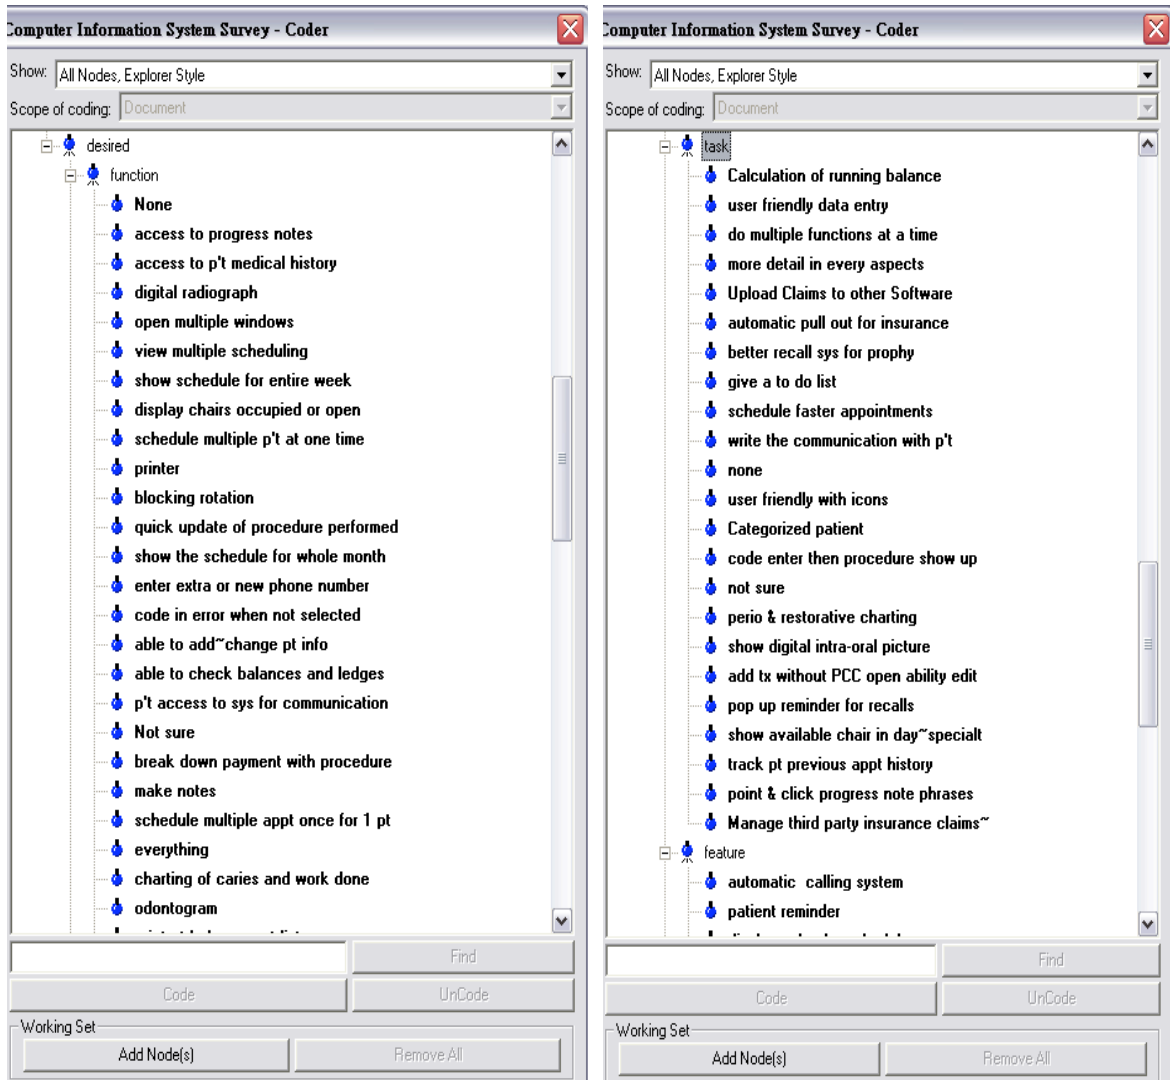 Computer Information System Survey - Coder
Show: All Nodes, Explorer Style
Scope of coding: Document
desired
function
None
access to progress notes
access to p't medical history
digital radiograph
open multiple windows
view multiple scheduling
show schedule for entire week
display chairs occupied or open
schedule multiple p't at one time
printer
blocking rotation
quick update of procedure performed
show the schedule for whole month
enter extra or new phone number
code in error when not selected
able to add~change pt info
able to check balances and ledges
p't access to sys for communication
Not sure
break down payment with procedure
make notes
schedule multiple appt once for 1 pt
everything
charting of caries and work done
odontogram
Find
Code UnCode
Working Set
Add Node(s) Remove All
Computer Information System Survey - Coder
Show: All Nodes, Explorer Style
Scope of coding: Document
task
Calculation of running balance
user friendly data entry
do multiple functions at a time
more detail in every aspects
Upload Claims to other Software
automatic pull out for insurance
better recall sys for prophy
give a to do list
schedule faster appointments
write the communication with p't
none
user friendly with icons
Categorized patient
code enter then procedure show up
not sure
perio & restorative charting
show digital intra-oral picture
add tx without PCC open ability edit
pop up reminder for recalls
show available chair in day~specialt
track pt previous appt history
point & click progress note phrases
Manage third party insurance claims~
feature
automatic calling system
patient reminder
Find
Code UnCode
Working Set
Add Node(s) Remove All